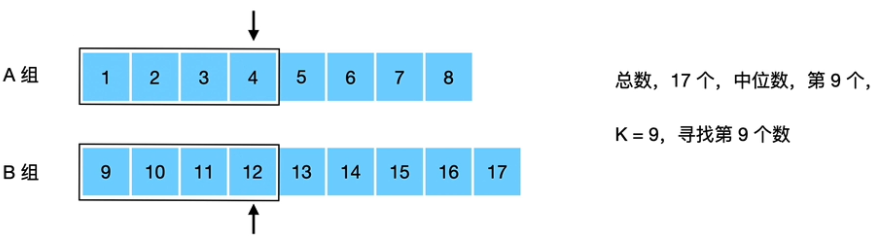 A 组 1 2 3 4 5 6 7 8
总数，17 个，中位数，第 9 个，
K = 9，寻找第 9 个数
B 组 9 10 11 12 13 14 15 16 17